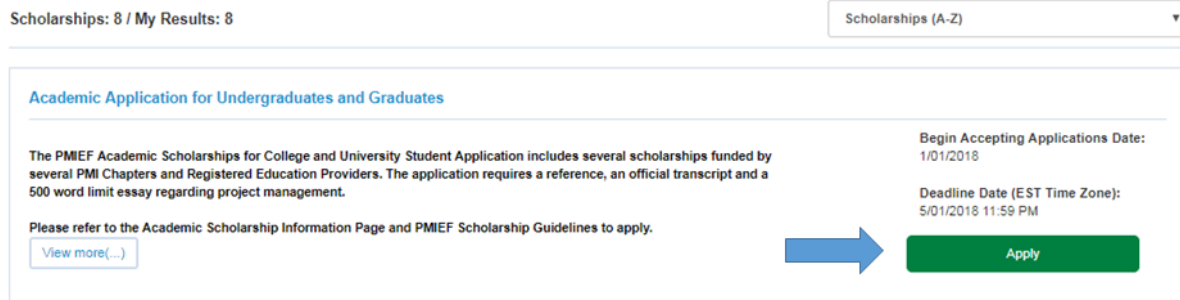 Scholarships: 8 / My Results: 8
Scholarships (A-Z)
Academic Application for Undergraduates and Graduates
The PMIEF Academic Scholarships for College and University Student Application includes several scholarships funded by
several PMI Chapters and Registered Education Providers. The application requires a reference, an official transcript and a
500 word limit essay regarding project management.
Please refer to the Academic Scholarship Information Page and PMIEF Scholarship Guidelines to apply.
View more(...)
Begin Accepting Applications Date:
1/01/2018
Deadline Date (EST Time Zone):
5/01/2018 11:59 PM
Apply